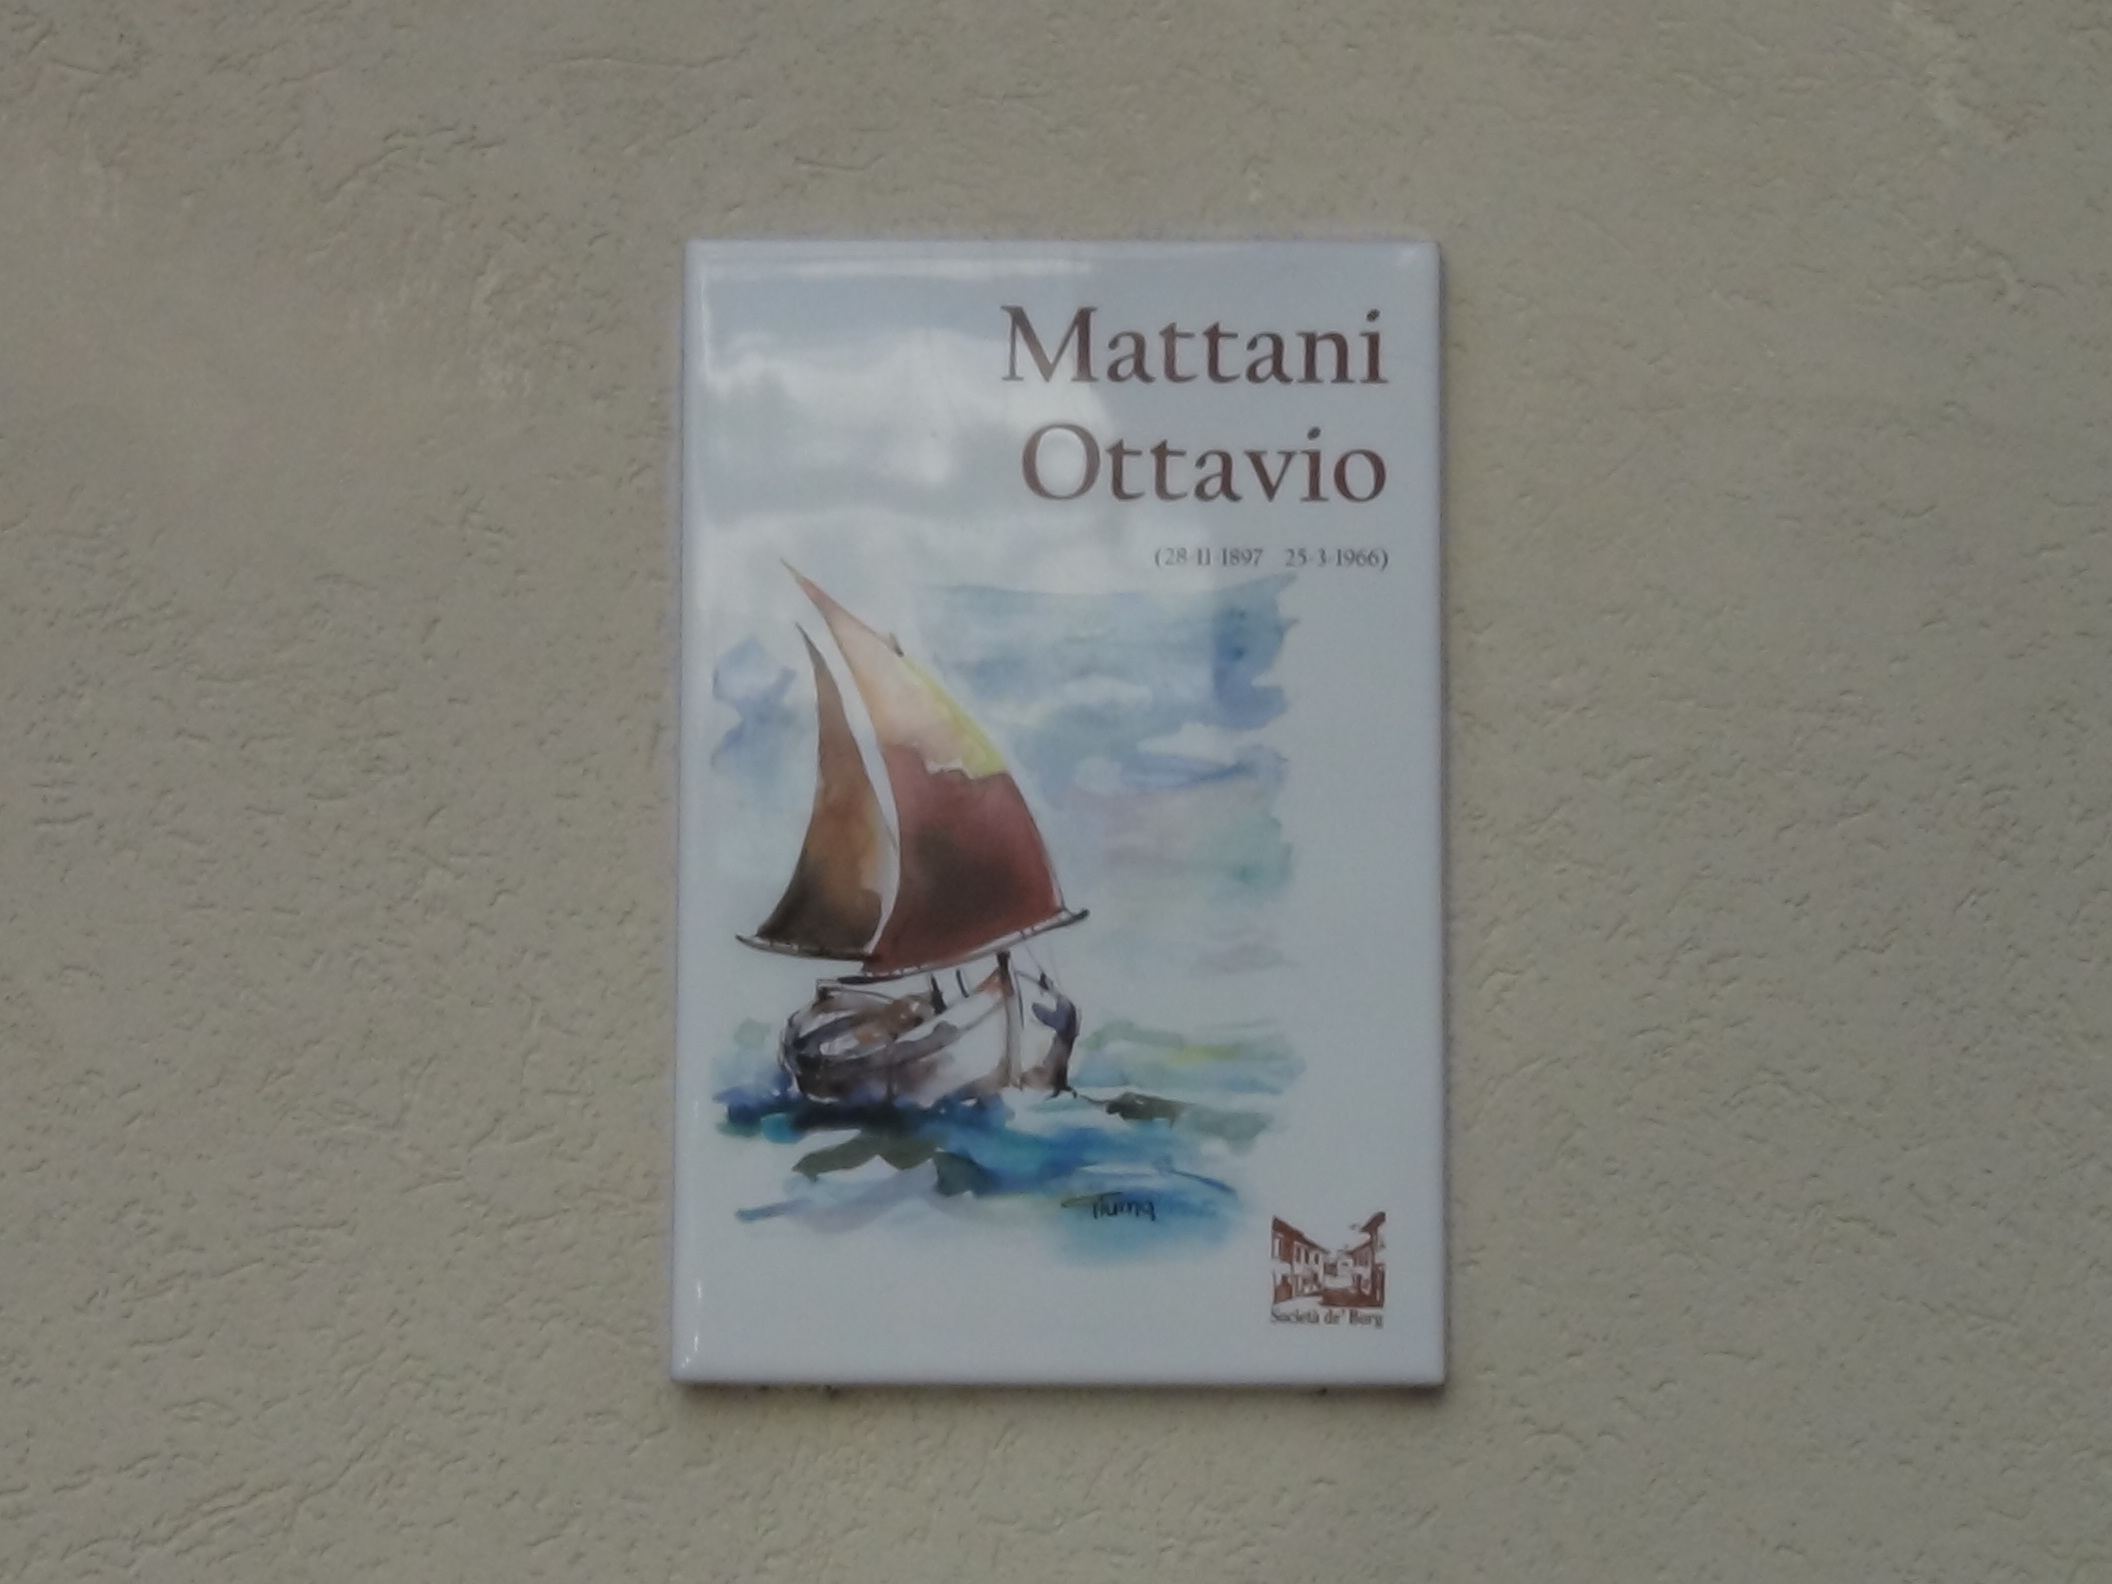 Mattani
Ottavio
(28-11-1897 25-3-1966)
Società de' Borg